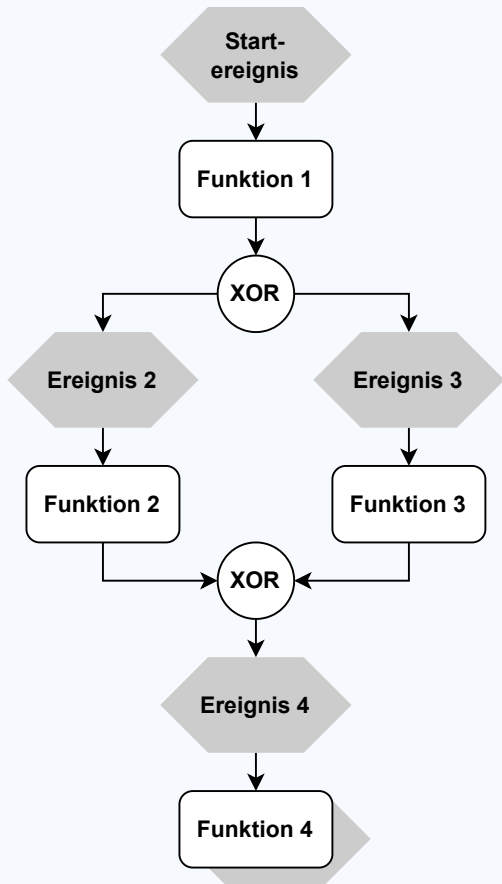 Start-
ereignis
Funktion 1
XOR
Ereignis 2
Ereignis 3
Funktion 2
Funktion 3
XOR
Ereignis 4
Funktion 4